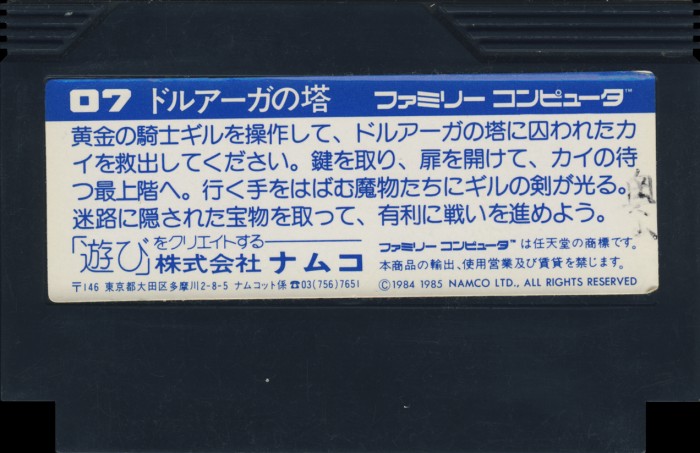 07 ドルアーガの塔 ファミリー コンピュータ™
黄金の騎士ギルを操作して、ドルアーガの塔に囚われたカ
イを救出してください。鍵を取り、扉を開けて、カイの待
つ最上階へ。行く手をはばむ魔物たちにギルの剣が光る。
迷路に隠された宝物を取って、有利に戦いを進めよう。
「遊び」をクリエイトする
株式会社 ナムコ
〒146 東京都大田区多摩川2-8-5 ナムコット係 ☎03(756)7651
ファミリー コンピュータ™ は任天堂の商標です。
本商品の輸出、使用営業及び賃貸を禁じます。
©1984 1985 NAMCO LTD., ALL RIGHTS RESERVED